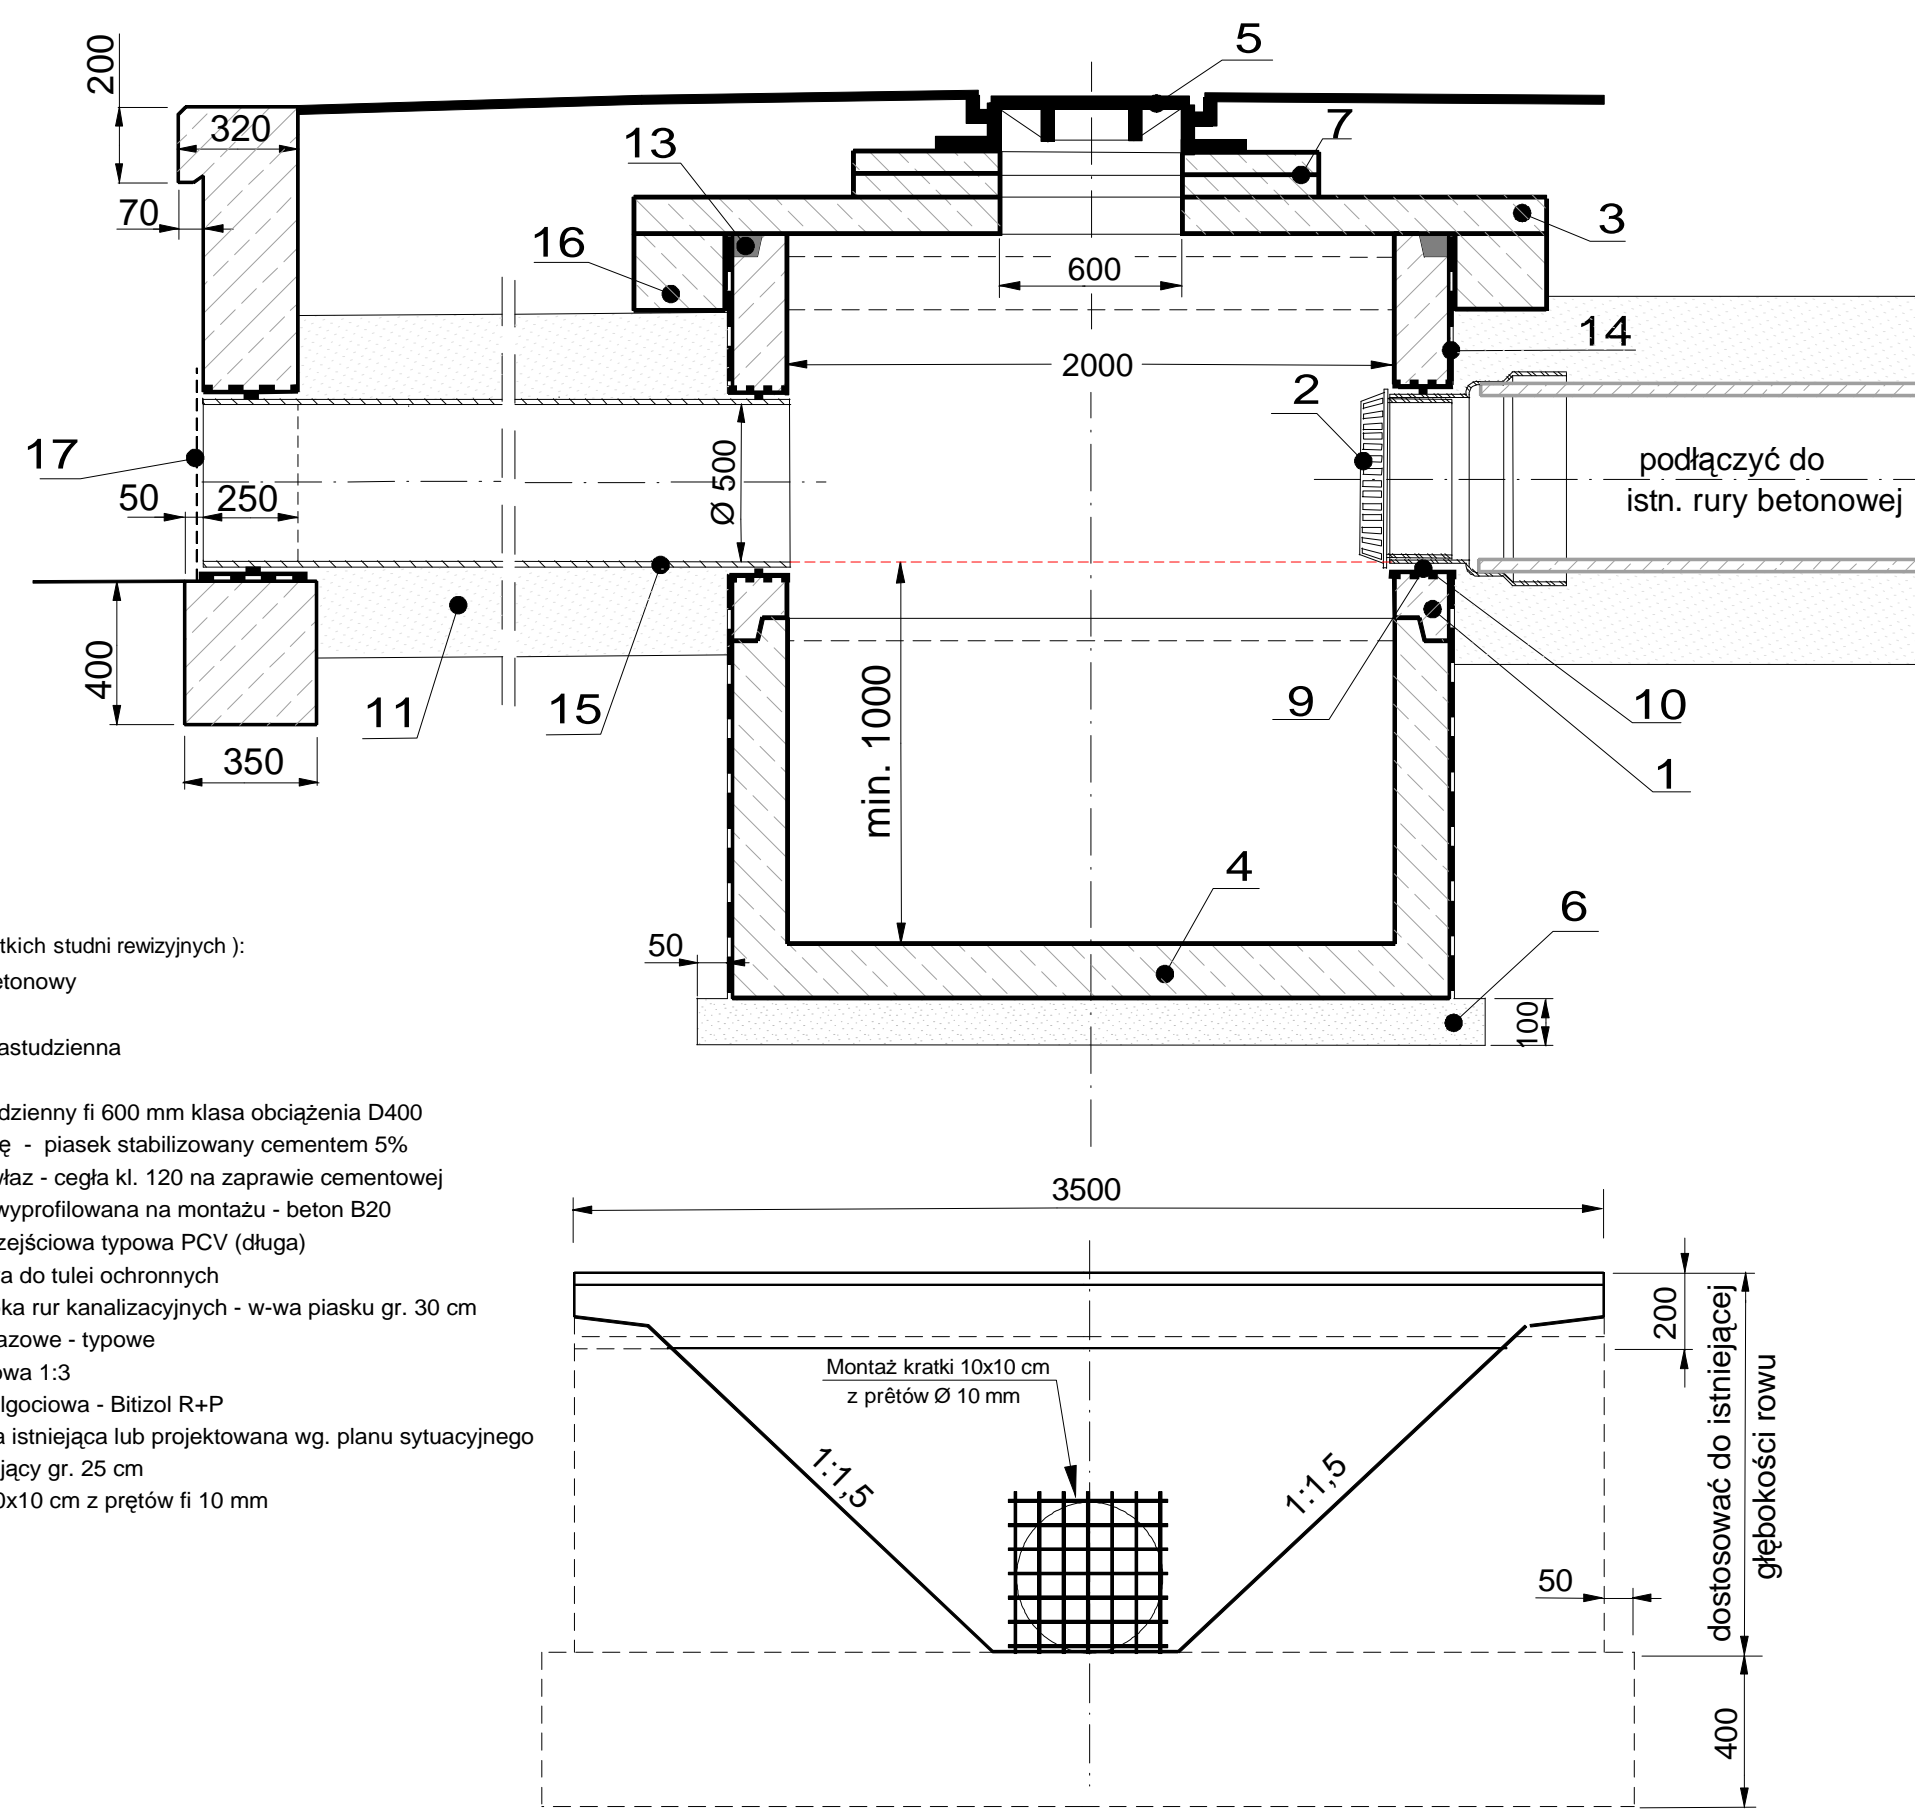 5
200
7
320
13
3
70
16
600
14
2000
2
17
podłączyć do
istn. rury betonowej
50
250
Ø 500
400
11
15
min. 1000
9
10
1
350
4
6
50
100
tkich studni rewizyjnych ):
etonowy
astudzienna
dzienny fi 600 mm klasa obciążenia D400
ę - piasek stabilizowany cementem 5%
właz - cegła kl. 120 na zaprawie cementowej
wyprofilowana na montażu - beton B20
zejściowa typowa PCV (długa)
a do tulei ochronnych
ka rur kanalizacyjnych - w-wa piasku gr. 30 cm
azowe - typowe
owa 1:3
lgociowa - Bitizol R+P
a istniejąca lub projektowana wg. planu sytuacyjnego
jący gr. 25 cm
0x10 cm z prętów fi 10 mm
3500
200
Montaż kratki 10x10 cm
z prêtów Ø 10 mm
1:1,5
1:1,5
dostosować do istniejącej
głębokości rowu
50
400